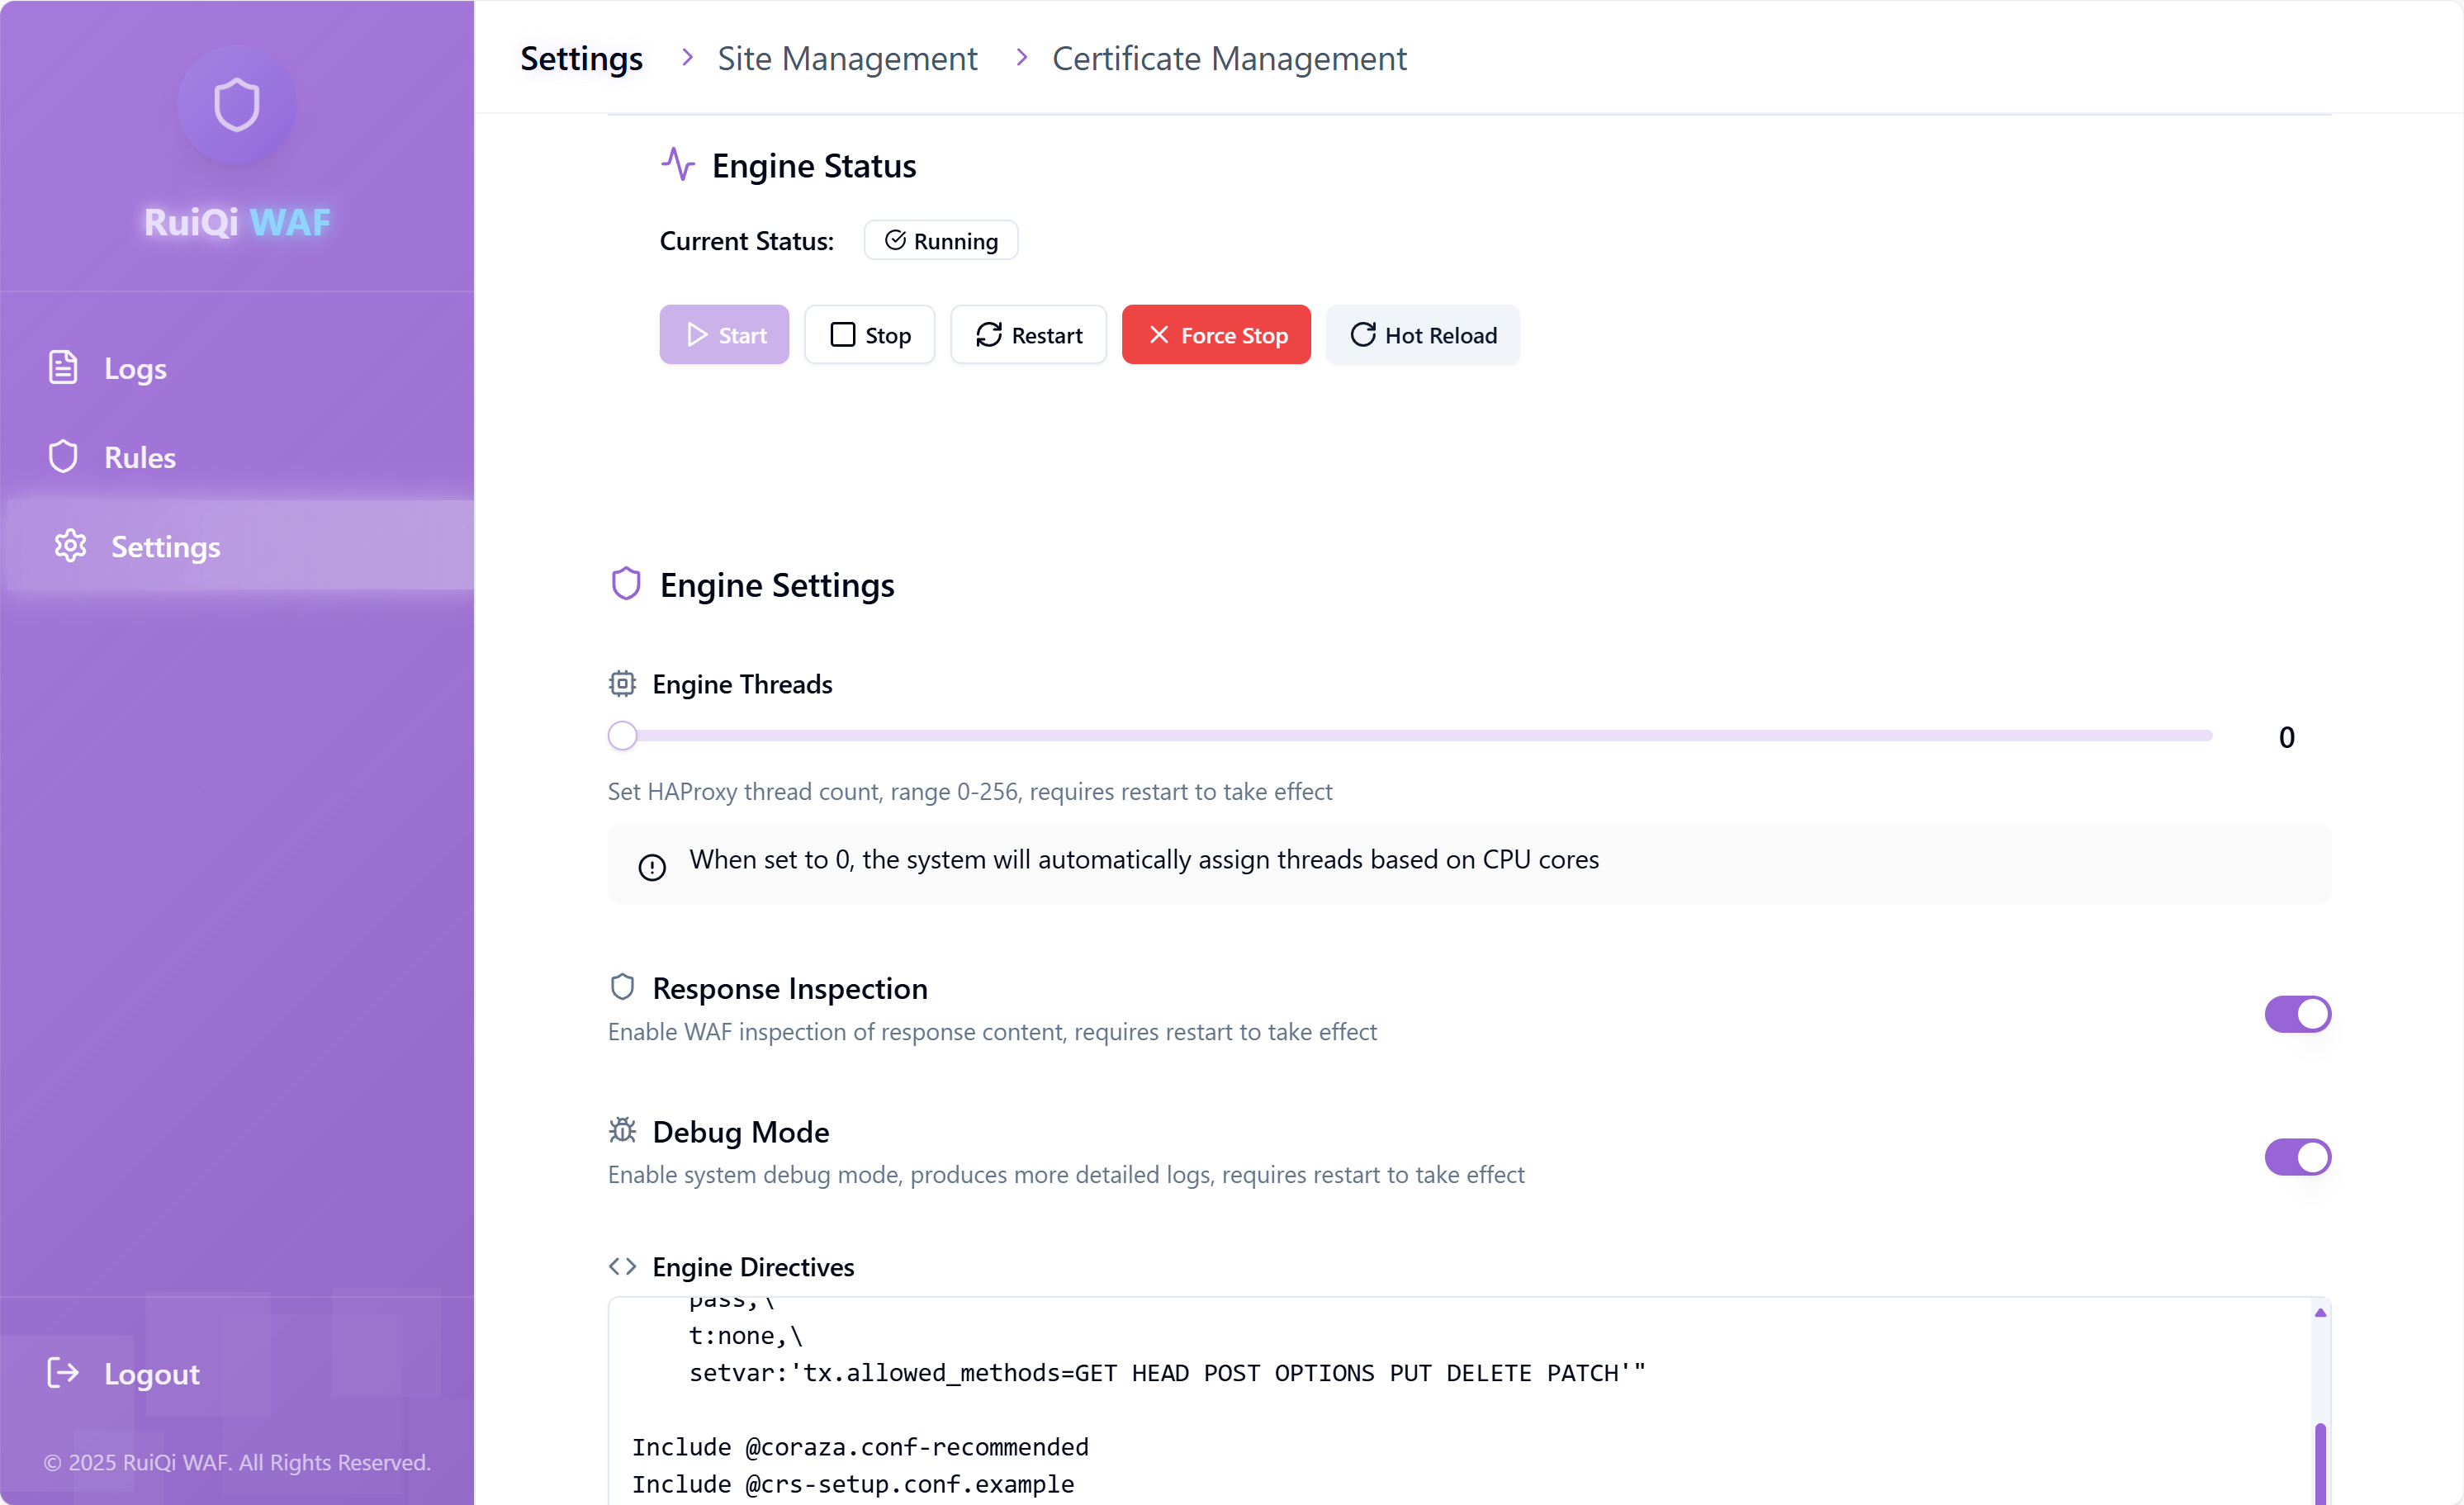 RuiQi WAF
Logs
Rules
Settings
Logout
© 2025 RuiQi WAF. All Rights Reserved.
Settings
Site Management
Certificate Management
Engine Status
Current Status:
Running
Start
Stop
Restart
Force Stop
Hot Reload
Engine Settings
Engine Threads
0
Set HAProxy thread count, range 0-256, requires restart to take effect
When set to 0, the system will automatically assign threads based on CPU cores
Response Inspection
Enable WAF inspection of response content, requires restart to take effect
Debug Mode
Enable system debug mode, produces more detailed logs, requires restart to take effect
Engine Directives
pass,\
t:none,\
setvar:'tx.allowed_methods=GET HEAD POST OPTIONS PUT DELETE PATCH'"
Include @coraza.conf-recommended
Include @crs-setup.conf.example